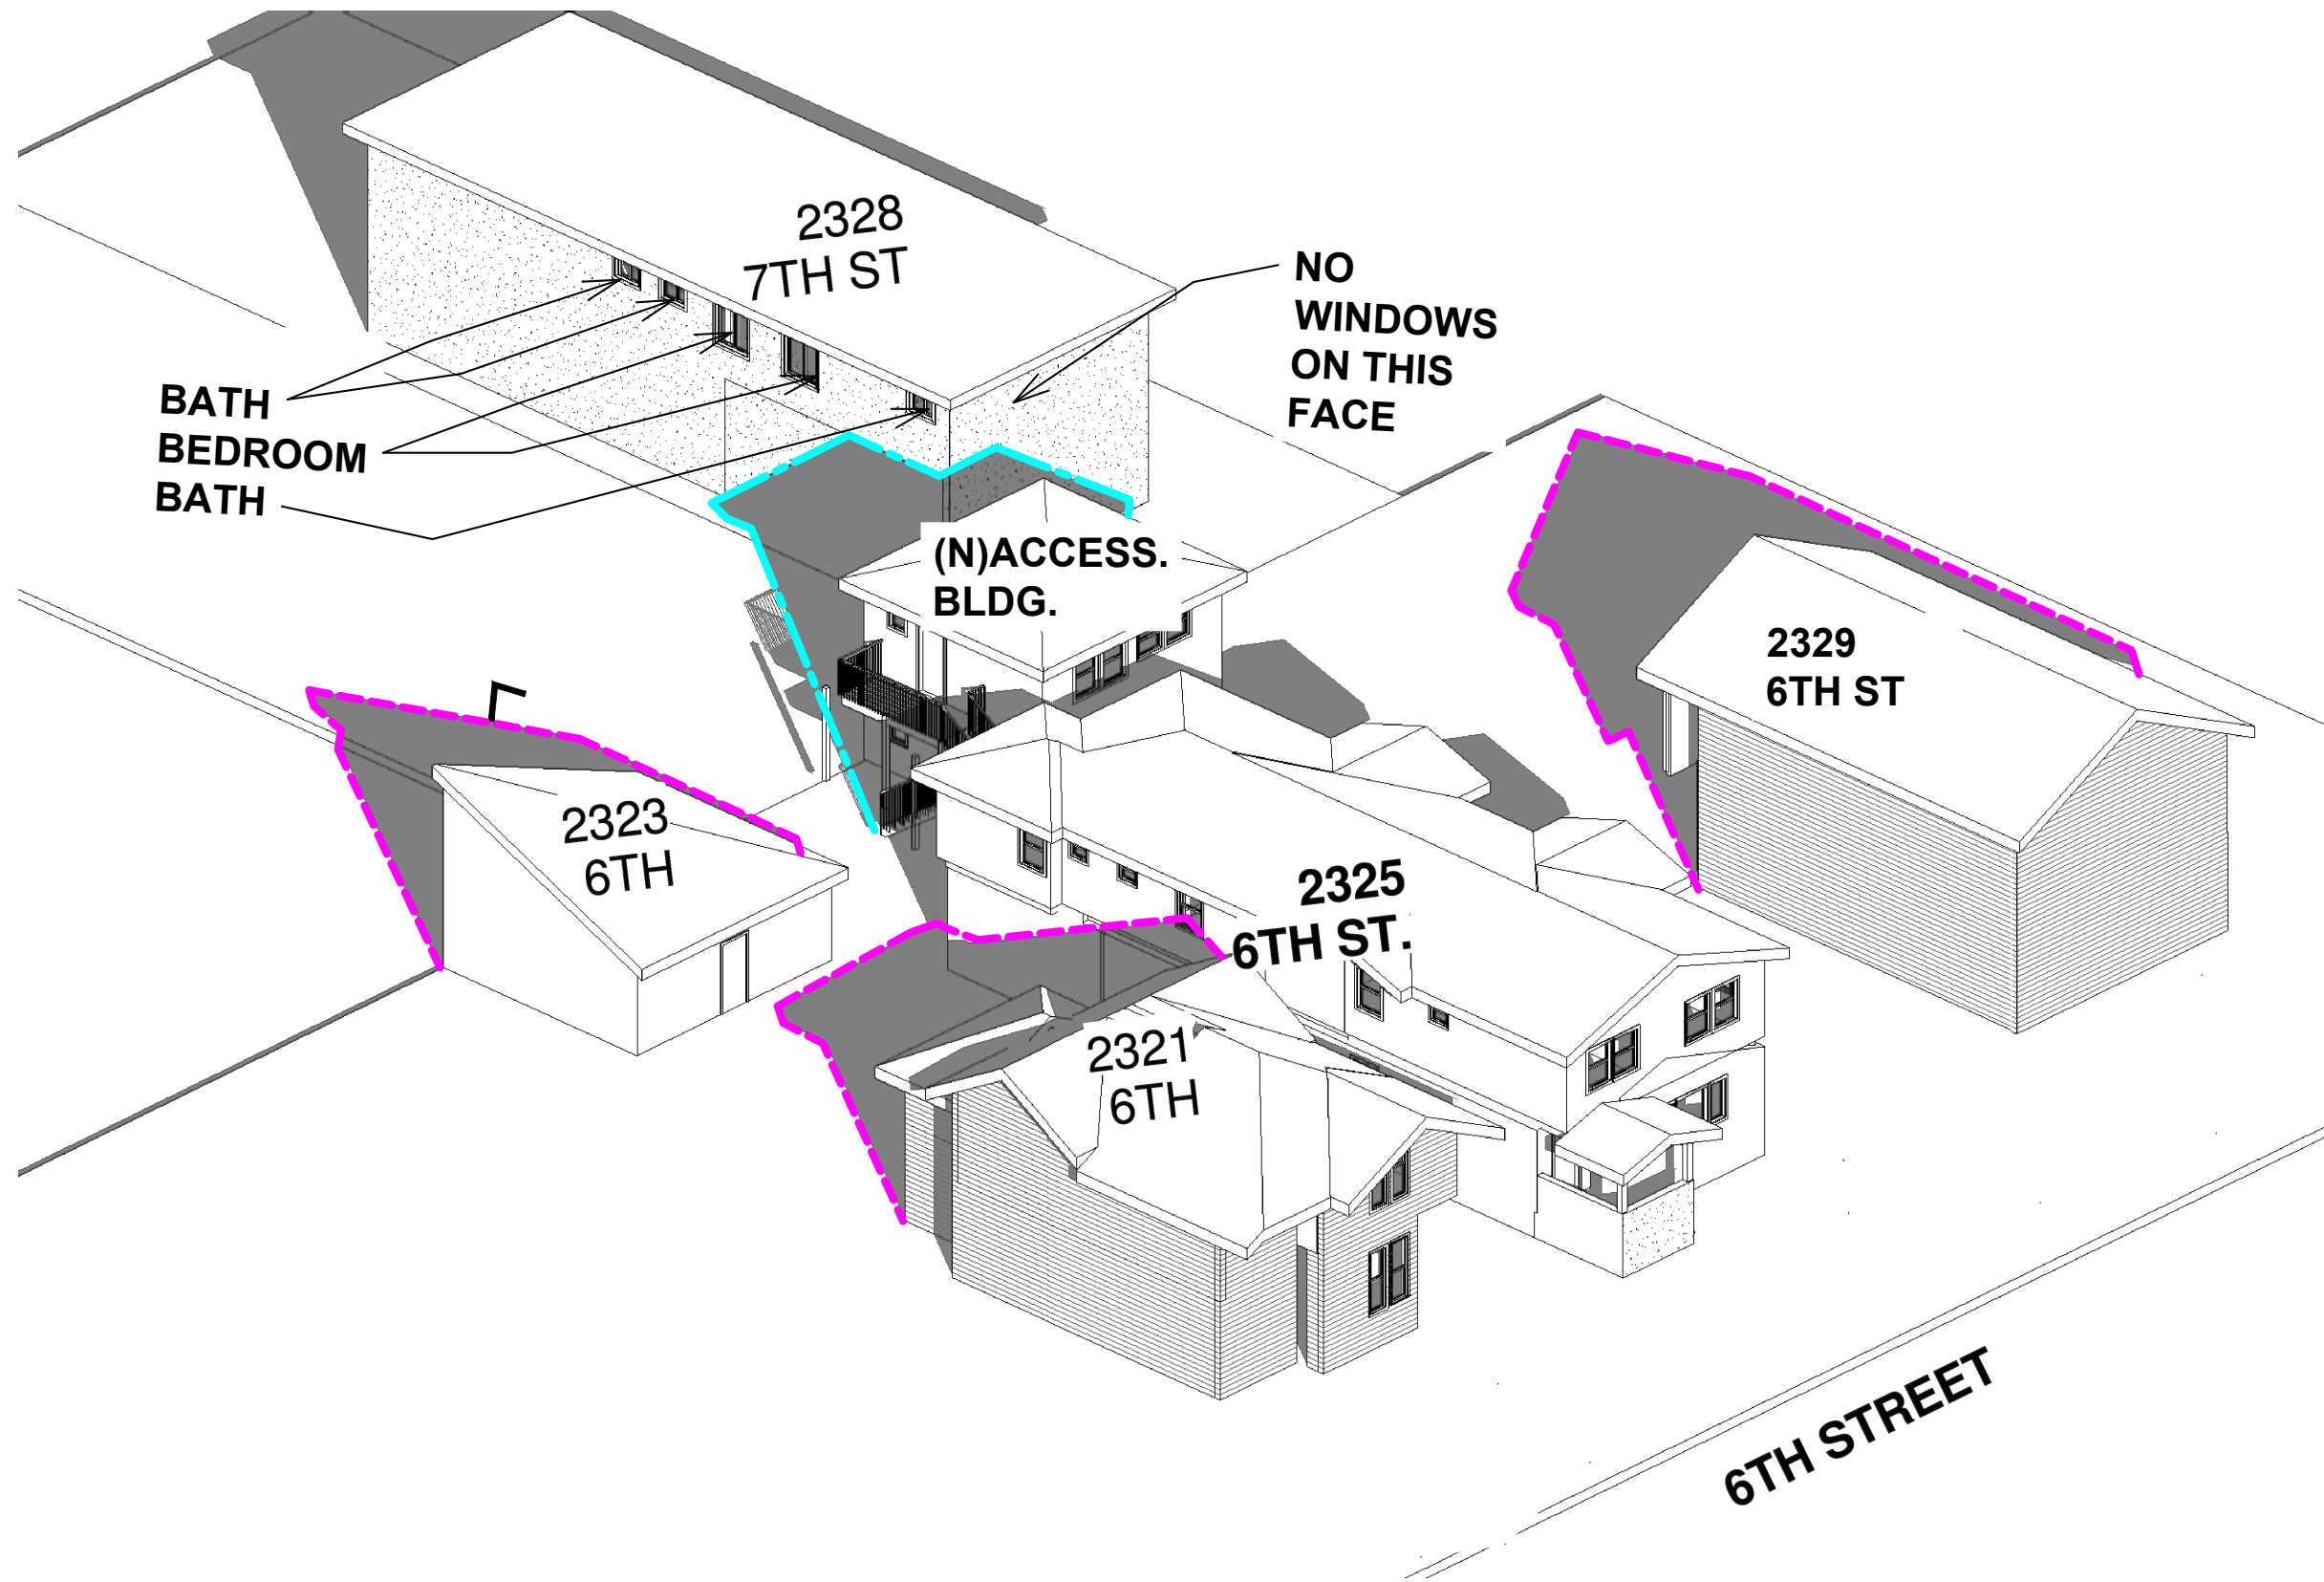 2328
7TH ST
NO
WINDOWS
ON THIS
FACE
BATH
BEDROOM
BATH
(N)ACCESS.
BLDG.
2329
6TH ST
2323
6TH
2325
6TH ST.
2321
6TH
6TH STREET